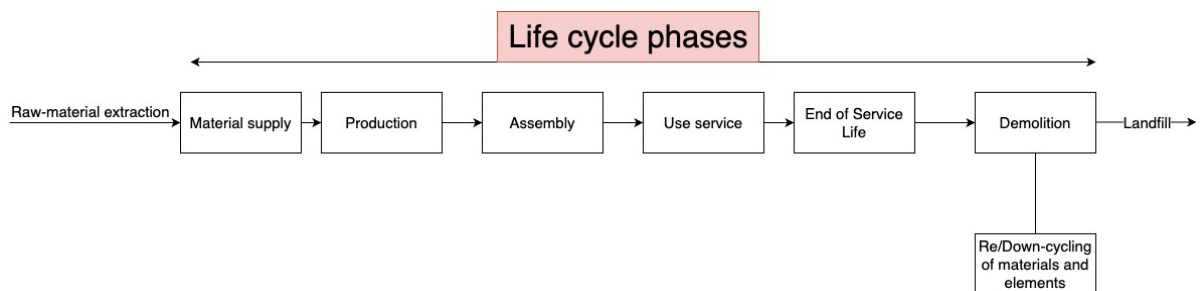 Life cycle phases
Raw-material extraction
Material supply
Production
Assembly
Use service
End of Service
Life
Demolition
Landfill
Re/Down-cycling
of materials and
elements